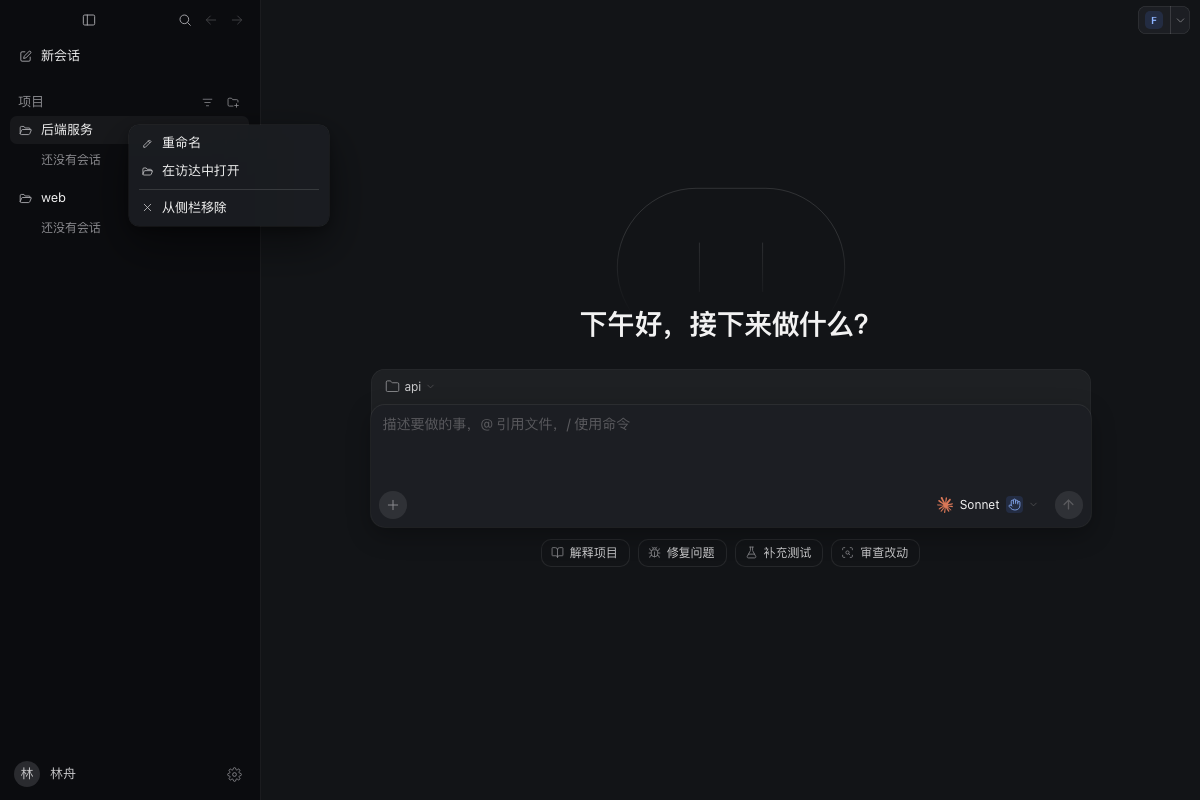 新会话
项目
后端服务
还没有会话
web
还没有会话
重命名
在访达中打开
从侧栏移除
F
下午好，接下来做什么?
api
描述要做的事，@ 引用文件，/ 使用命令
Sonnet
解释项目
修复问题
补充测试
审查改动
林
林舟